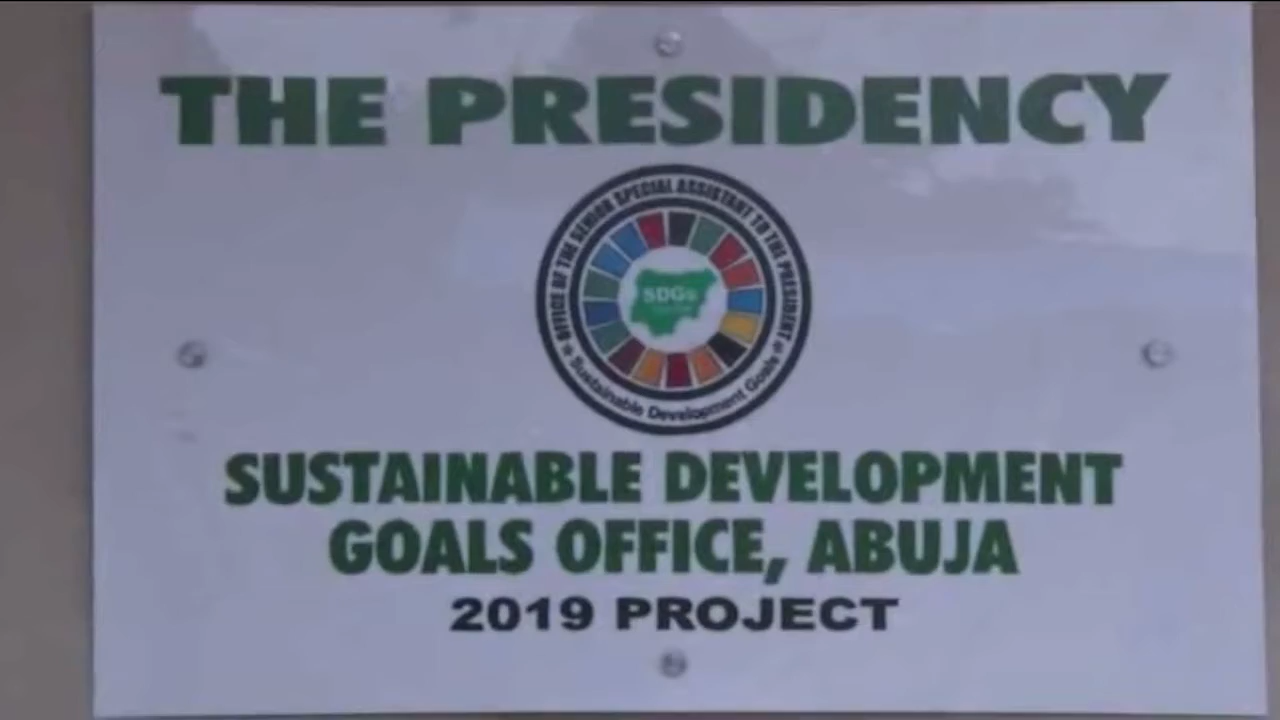 THE PRESIDENCY
OFFICE OF THE SENIOR SPECIAL ASSISTANT TO THE PRESIDENT
SDGs
Sustainable Development Goals
SUSTAINABLE DEVELOPMENT
GOALS OFFICE, ABUJA
2019 PROJECT